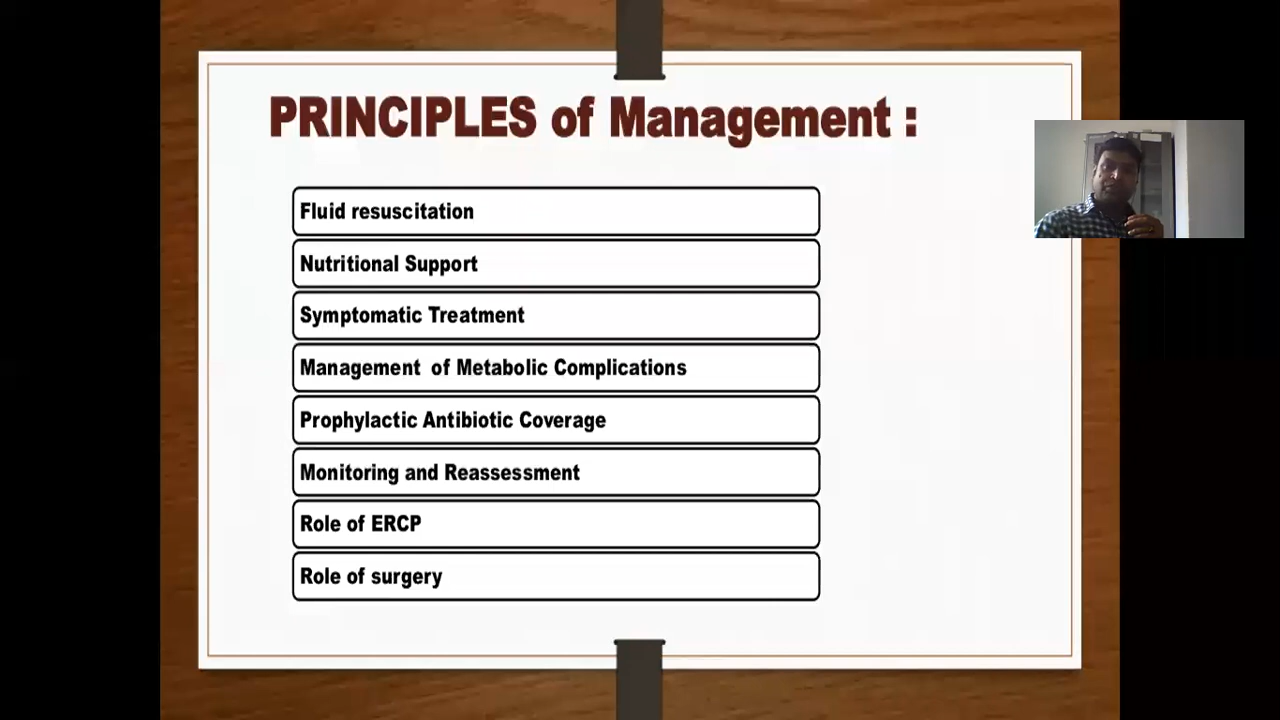 PRINCIPLES of Management :
Fluid resuscitation
Nutritional Support
Symptomatic Treatment
Management of Metabolic Complications
Prophylactic Antibiotic Coverage
Monitoring and Reassessment
Role of ERCP
Role of surgery